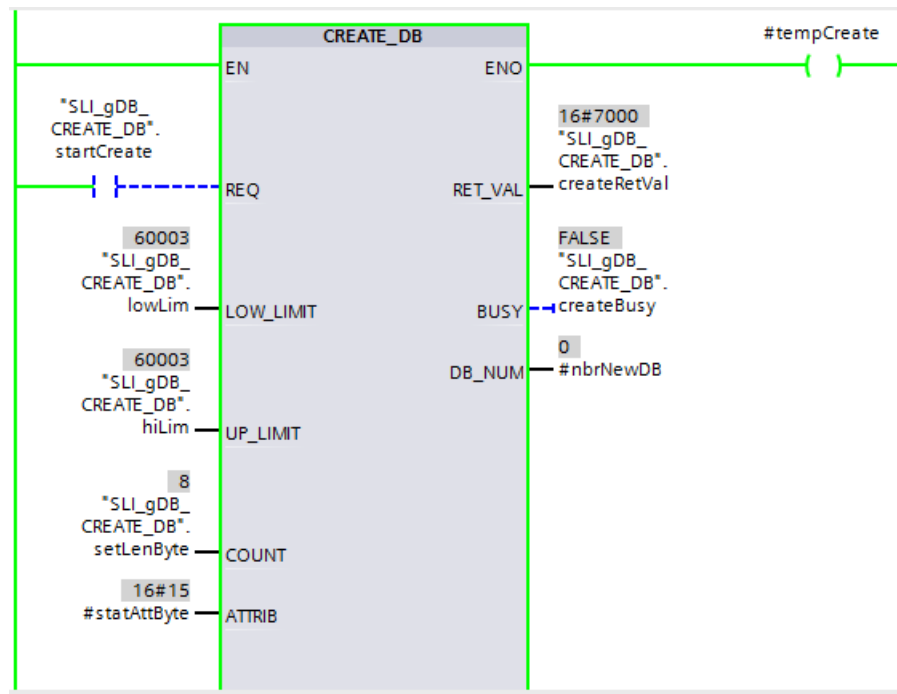 CREATE_DB
#tempCreate
EN
ENO
"SLI_gDB_
CREATE_DB".
startCreate
REQ
16#7000
"SLI_gDB_
CREATE_DB".
createRetVal
RET_VAL
60003
"SLI_gDB_
CREATE_DB".
lowLim
LOW_LIMIT
FALSE
"SLI_gDB_
CREATE_DB".
createBusy
BUSY
60003
"SLI_gDB_
CREATE_DB".
hiLim
UP_LIMIT
0
#nbrNewDB
DB_NUM
8
"SLI_gDB_
CREATE_DB".
setLenByte
COUNT
16#15
#statAttByte
ATTRIB